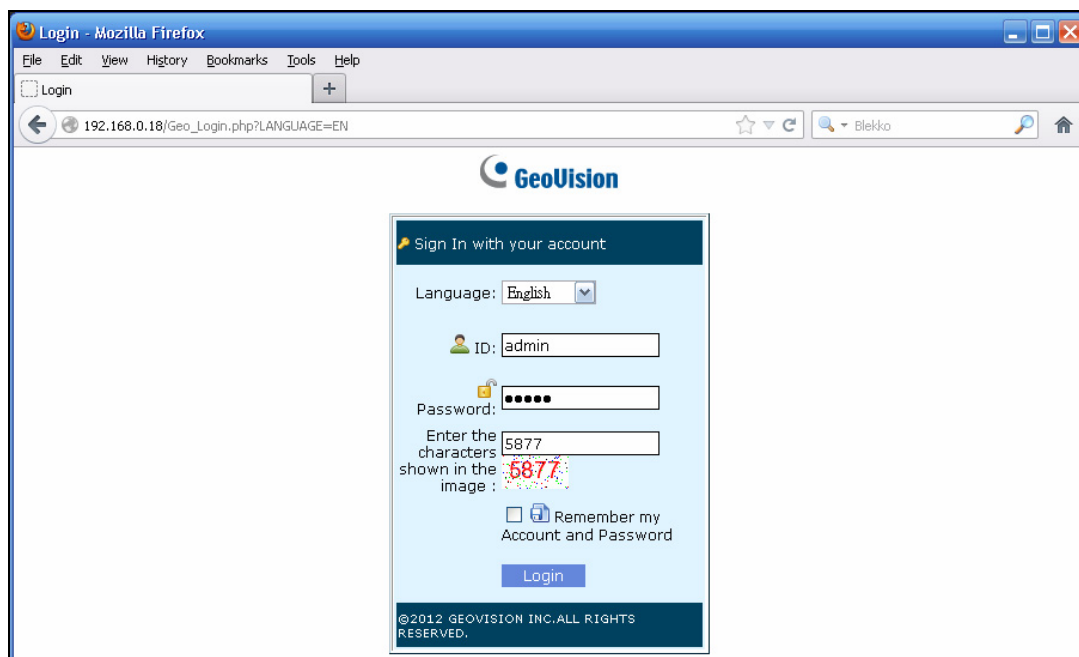 Login - Mozilla Firefox
File Edit View History Bookmarks Tools Help
Login
192.168.0.18/Geo_Login.php?LANGUAGE=EN
Blekko
GeoVision
Sign In with your account
Language: English
ID: admin
Password: •••••
Enter the
characters
shown in the
image :
5877
5877
Remember my
Account and Password
Login
©2012 GEOVISION INC.ALL RIGHTS
RESERVED.